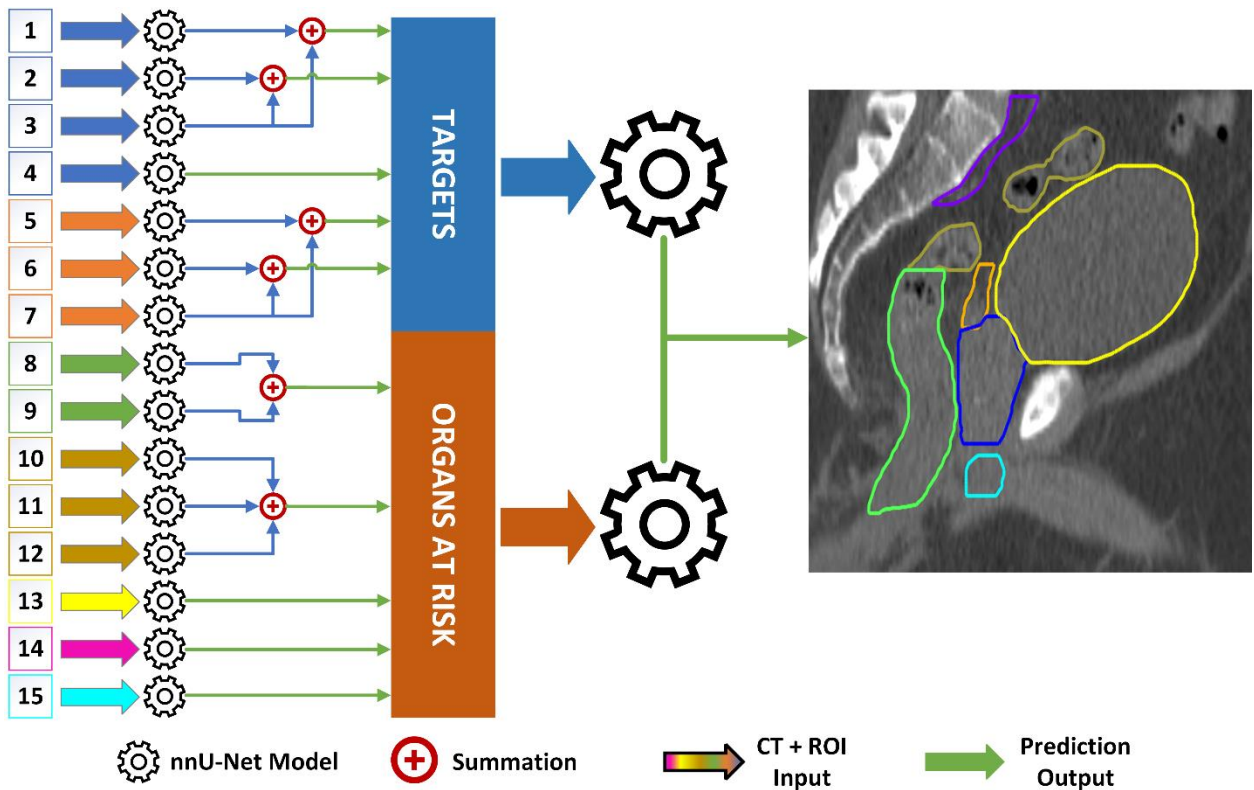 1
2
3
4
5
6
7
8
9
10
11
12
13
14
15
TARGETS
ORGANS AT RISK
nnU-Net Model
Summation
CT + ROI
Input
Prediction
Output